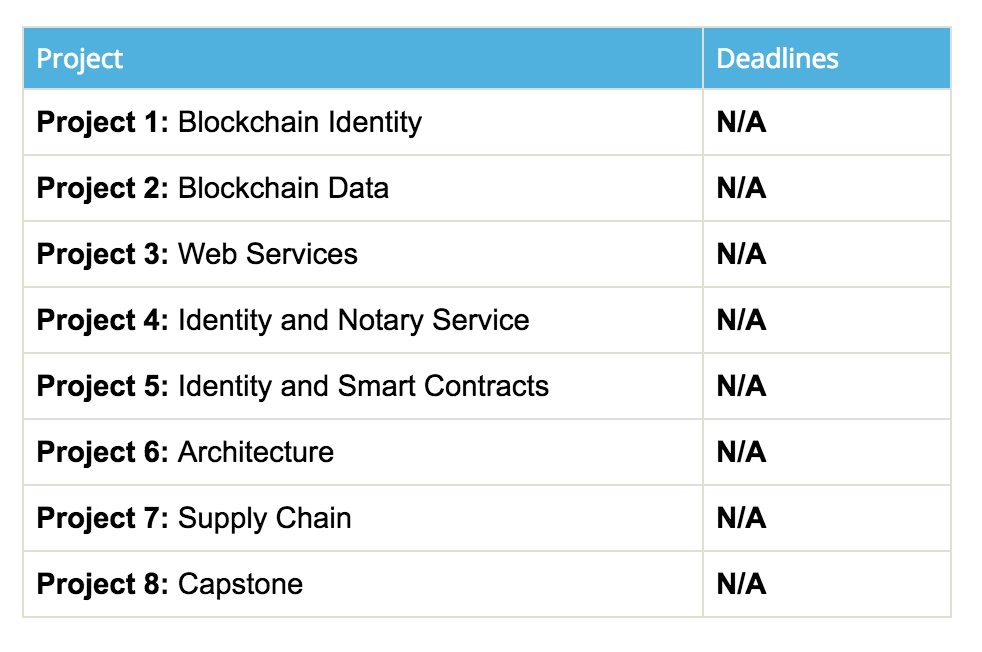 Project Deadlines
Project 1: Blockchain Identity N/A
Project 2: Blockchain Data N/A
Project 3: Web Services N/A
Project 4: Identity and Notary Service N/A
Project 5: Identity and Smart Contracts N/A
Project 6: Architecture N/A
Project 7: Supply Chain N/A
Project 8: Capstone N/A